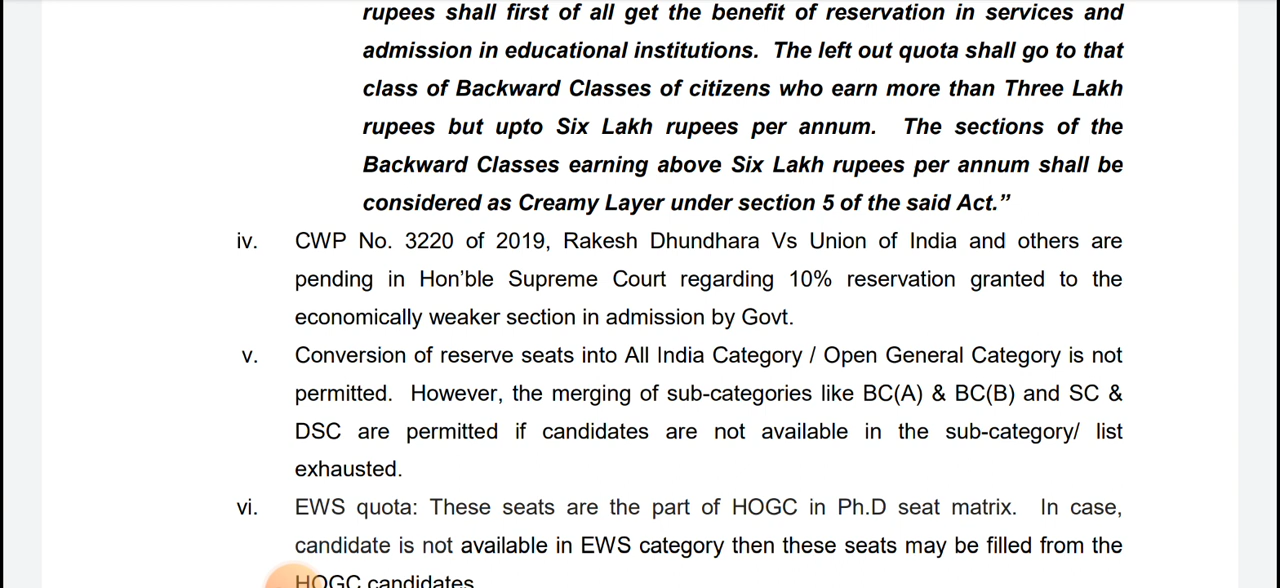 rupees shall first of all get the benefit of reservation in services and
admission in educational institutions. The left out quota shall go to that
class of Backward Classes of citizens who earn more than Three Lakh
rupees but upto Six Lakh rupees per annum. The sections of the
Backward Classes earning above Six Lakh rupees per annum shall be
considered as Creamy Layer under section 5 of the said Act.”
iv. CWP No. 3220 of 2019, Rakesh Dhundhara Vs Union of India and others are
pending in Hon’ble Supreme Court regarding 10% reservation granted to the
economically weaker section in admission by Govt.
v. Conversion of reserve seats into All India Category / Open General Category is not
permitted. However, the merging of sub-categories like BC(A) & BC(B) and SC &
DSC are permitted if candidates are not available in the sub-category/ list
exhausted.
vi. EWS quota: These seats are the part of HOGC in Ph.D seat matrix. In case,
candidate is not available in EWS category then these seats may be filled from the
HOGC candidates.